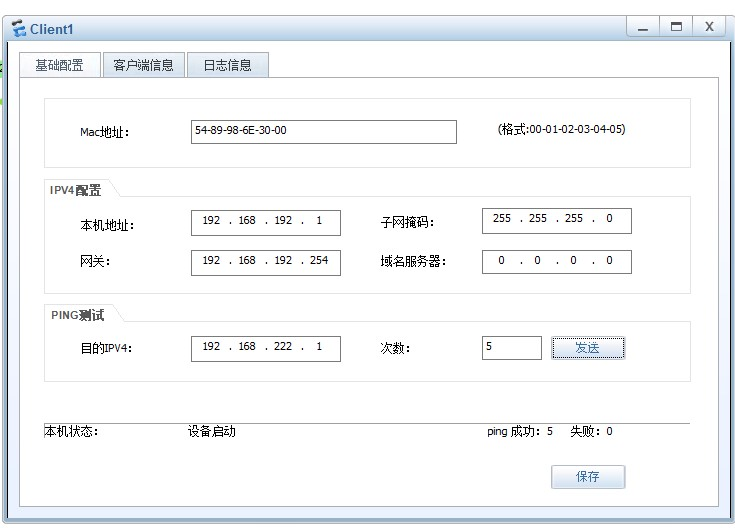 Client1
基础配置 客户端信息 日志信息
Mac地址: 54-89-98-6E-30-00 (格式:00-01-02-03-04-05)
IPV4配置
本机地址: 192 . 168 . 192 . 1 子网掩码: 255 . 255 . 255 . 0
网关: 192 . 168 . 192 . 254 域名服务器: 0 . 0 . 0 . 0
PING测试
目的IPV4: 192 . 168 . 222 . 1 次数: 5 发送
本机状态: 设备启动 ping 成功: 5 失败: 0
保存